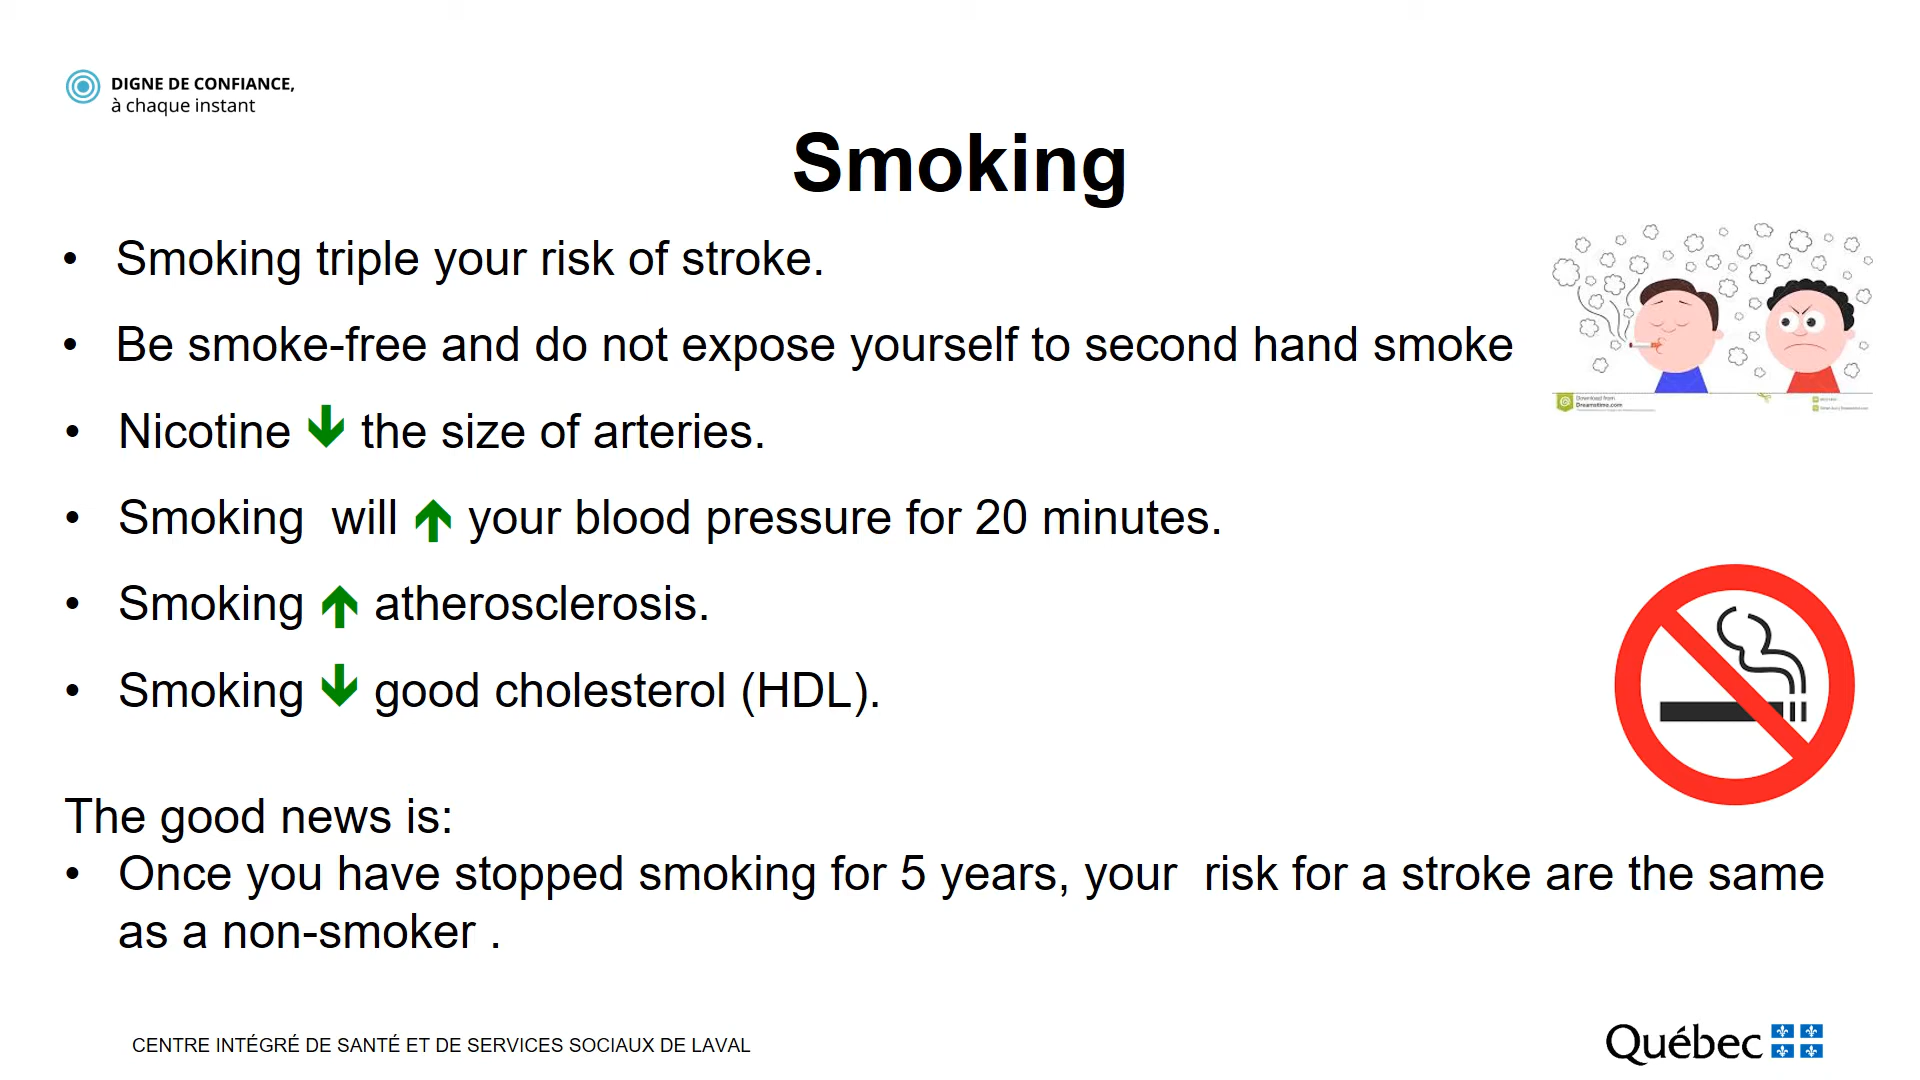 DIGNE DE CONFIANCE,
à chaque instant
Smoking
• Smoking triple your risk of stroke.
• Be smoke-free and do not expose yourself to second hand smoke
• Nicotine ↓ the size of arteries.
• Smoking  will ↑ your blood pressure for 20 minutes.
• Smoking ↑ atherosclerosis.
• Smoking ↓ good cholesterol (HDL).
Download from
Dreamstime.com
The good news is:
• Once you have stopped smoking for 5 years, your  risk for a stroke are the same
as a non-smoker .
CENTRE INTÉGRÉ DE SANTÉ ET DE SERVICES SOCIAUX DE LAVAL
Québec